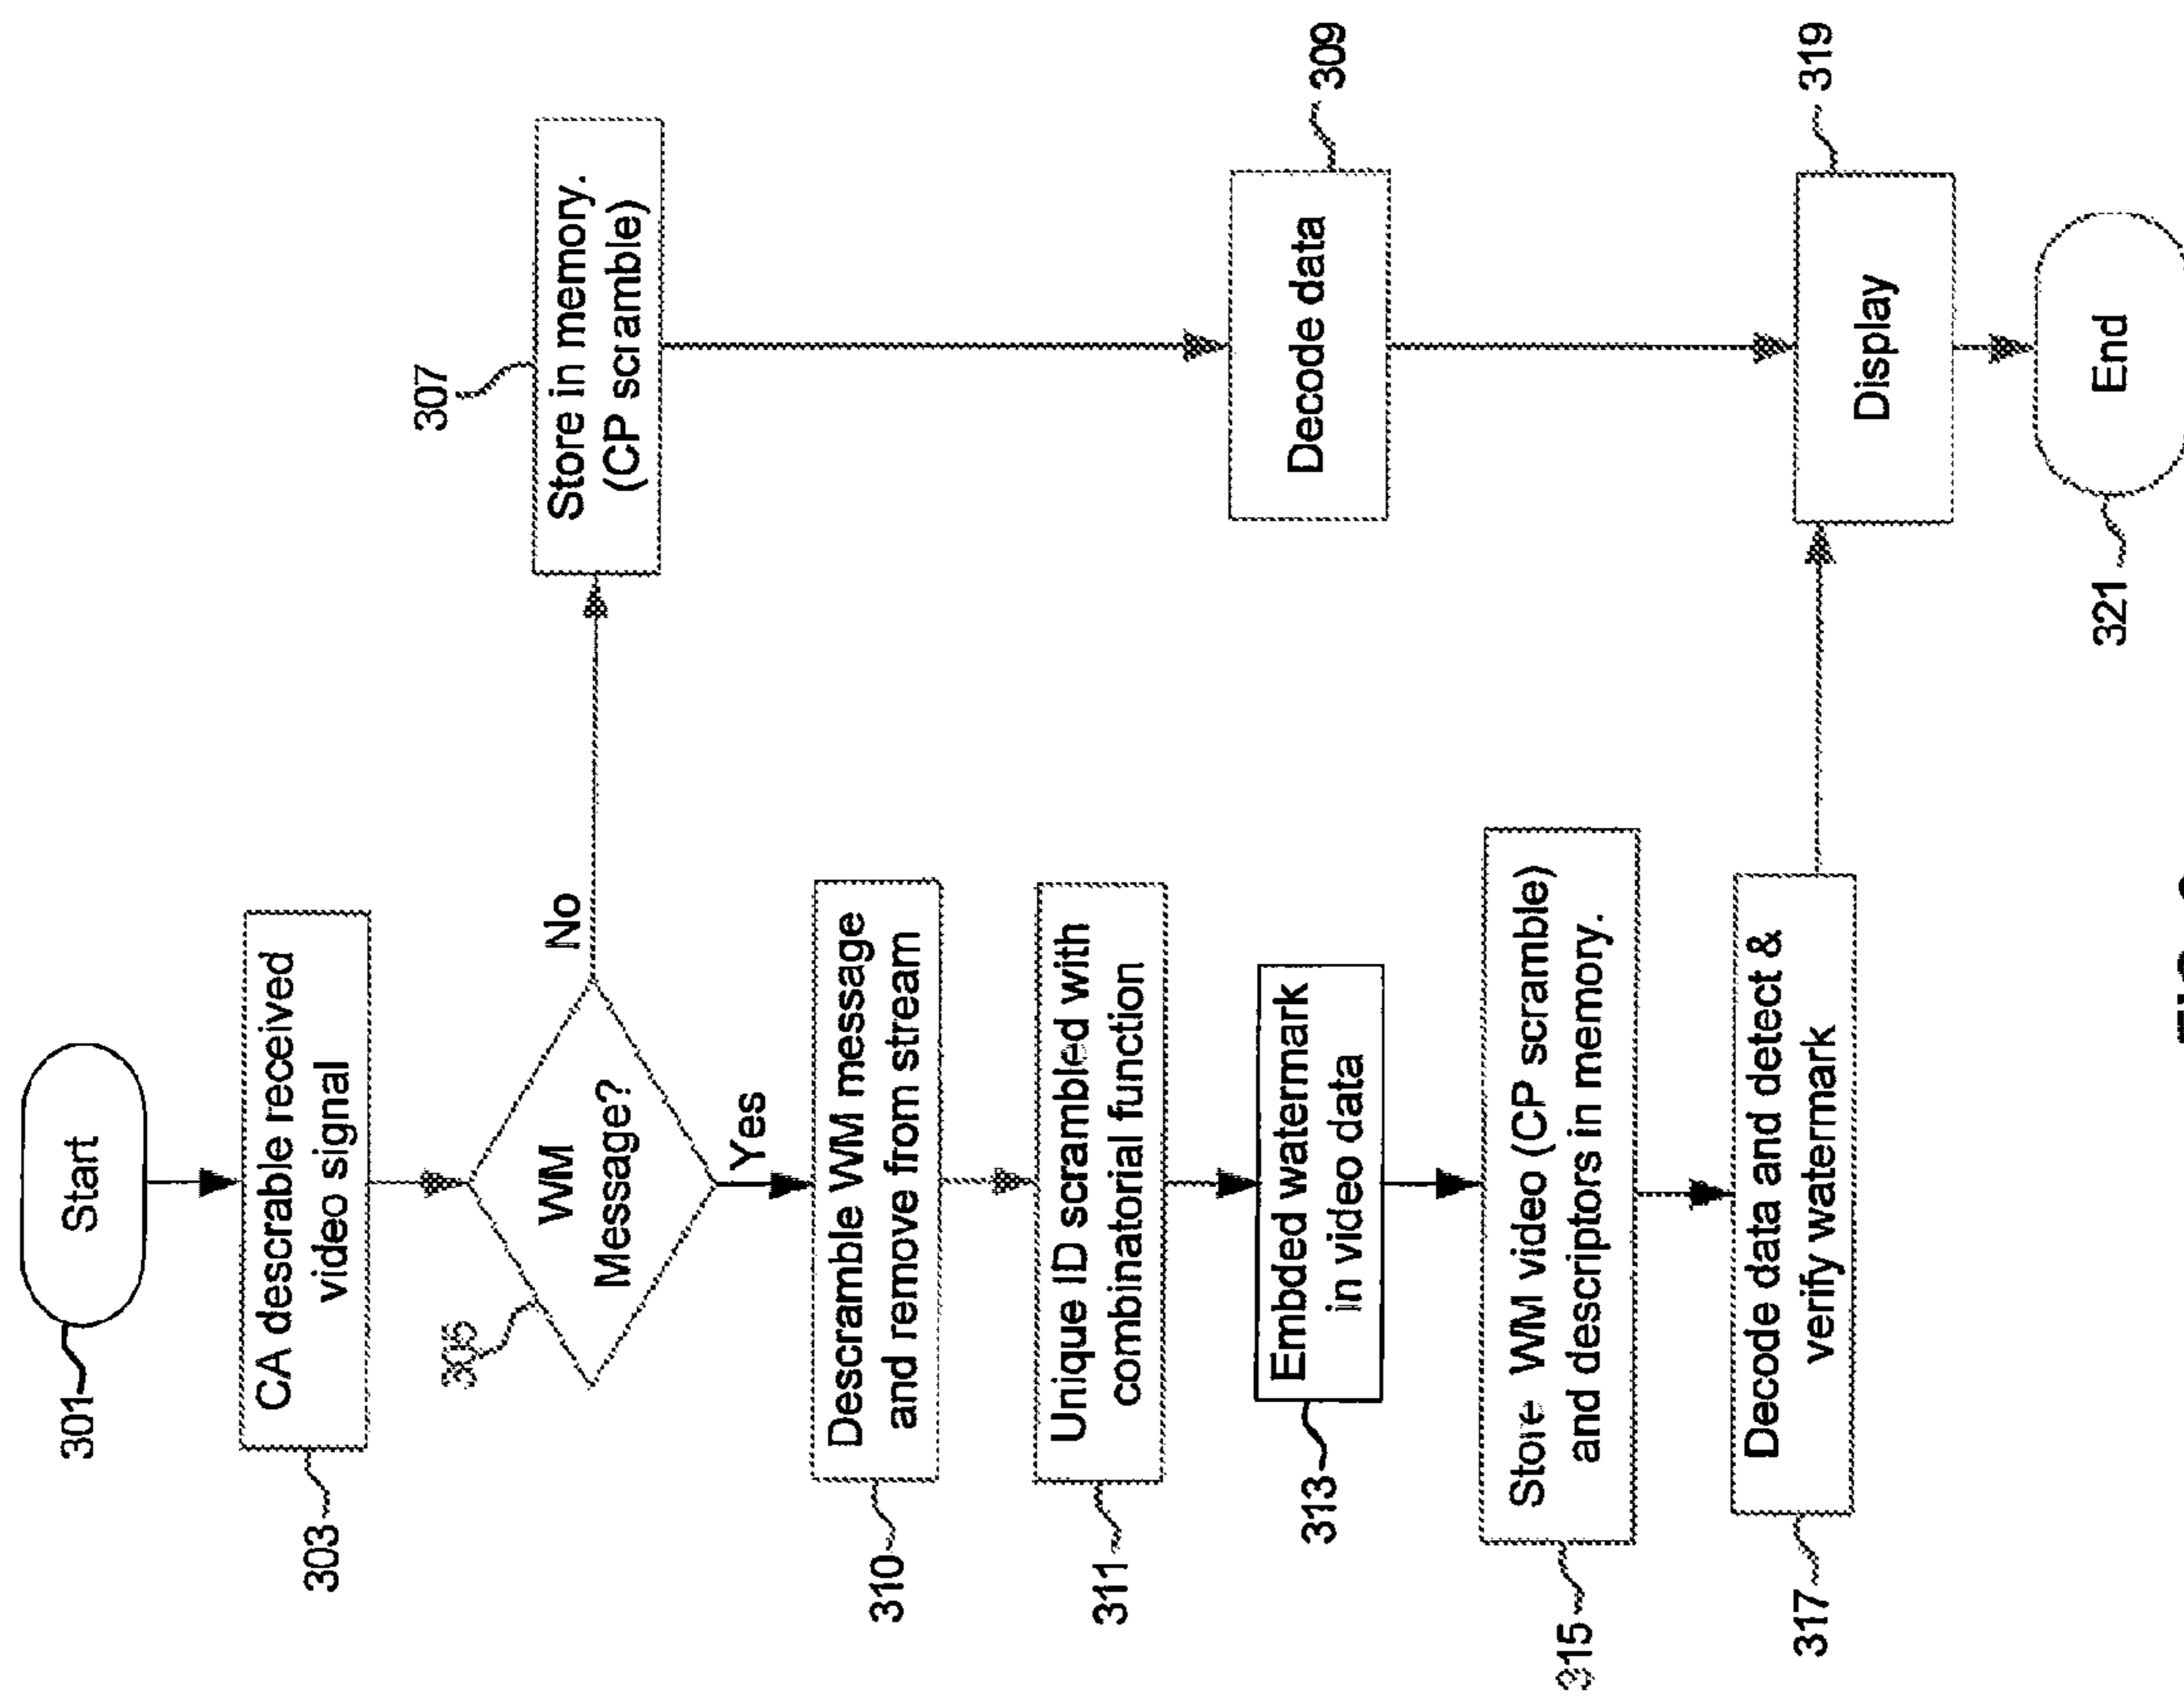 Start
301
CA descrable received
video signal
303
WM
Message?
305
No
Yes
Store in memory.
(CP scramble)
307
Decode data
309
Descramble WM message
and remove from stream
310
Unique ID scrambled with
combinatorial function
311
Embded watermark
in video data
313
Store WM video (CP scramble)
and descriptors in memory.
315
Decode data and detect &
verify watermark
317
Display
319
End
321